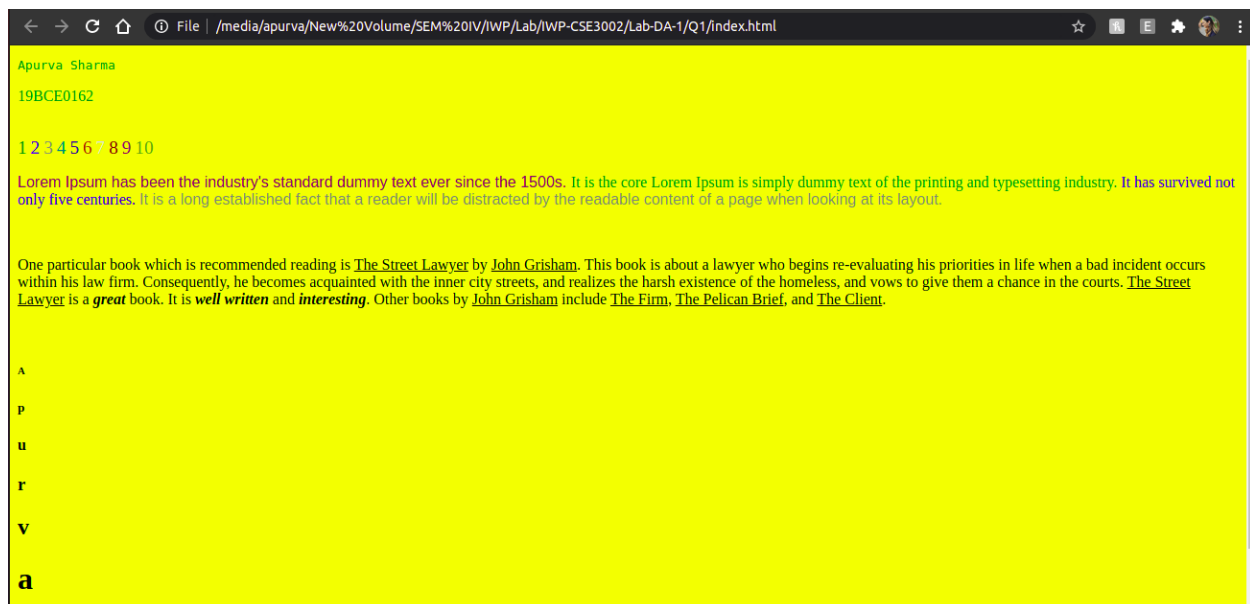 File | /media/apurva/New%20Volume/SEM%20IV/IWP/Lab/IWP-CSE3002/Lab-DA-1/Q1/index.html
E
Apurva Sharma
19BCE0162
1 2 3 4 5 6 7 8 9 10
Lorem Ipsum has been the industry's standard dummy text ever since the 1500s. It is the core Lorem Ipsum is simply dummy text of the printing and typesetting industry. It has survived not
only five centuries. It is a long established fact that a reader will be distracted by the readable content of a page when looking at its layout.
One particular book which is recommended reading is The Street Lawyer by John Grisham. This book is about a lawyer who begins re-evaluating his priorities in life when a bad incident occurs
within his law firm. Consequently, he becomes acquainted with the inner city streets, and realizes the harsh existence of the homeless, and vows to give them a chance in the courts. The Street
Lawyer is a great book. It is well written and interesting. Other books by John Grisham include The Firm, The Pelican Brief, and The Client.
A
p
u
r
v
a